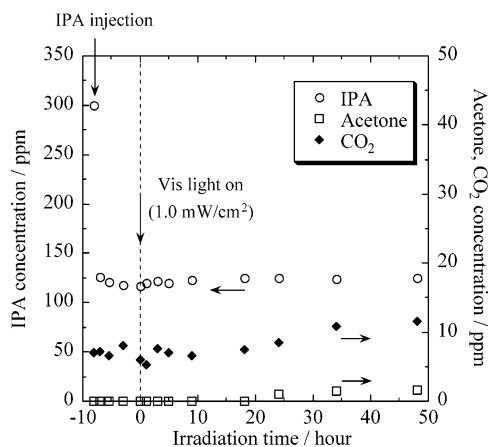 IPA injection
350
300
250
200
150
100
50
0
50
40
30
20
10
0
IPA
Acetone
CO2
Vis light on
(1.0 mW/cm²)
IPA concentration / ppm
Acetone, CO2 concentration / ppm
-10 0 10 20 30 40 50
Irradiation time / hour